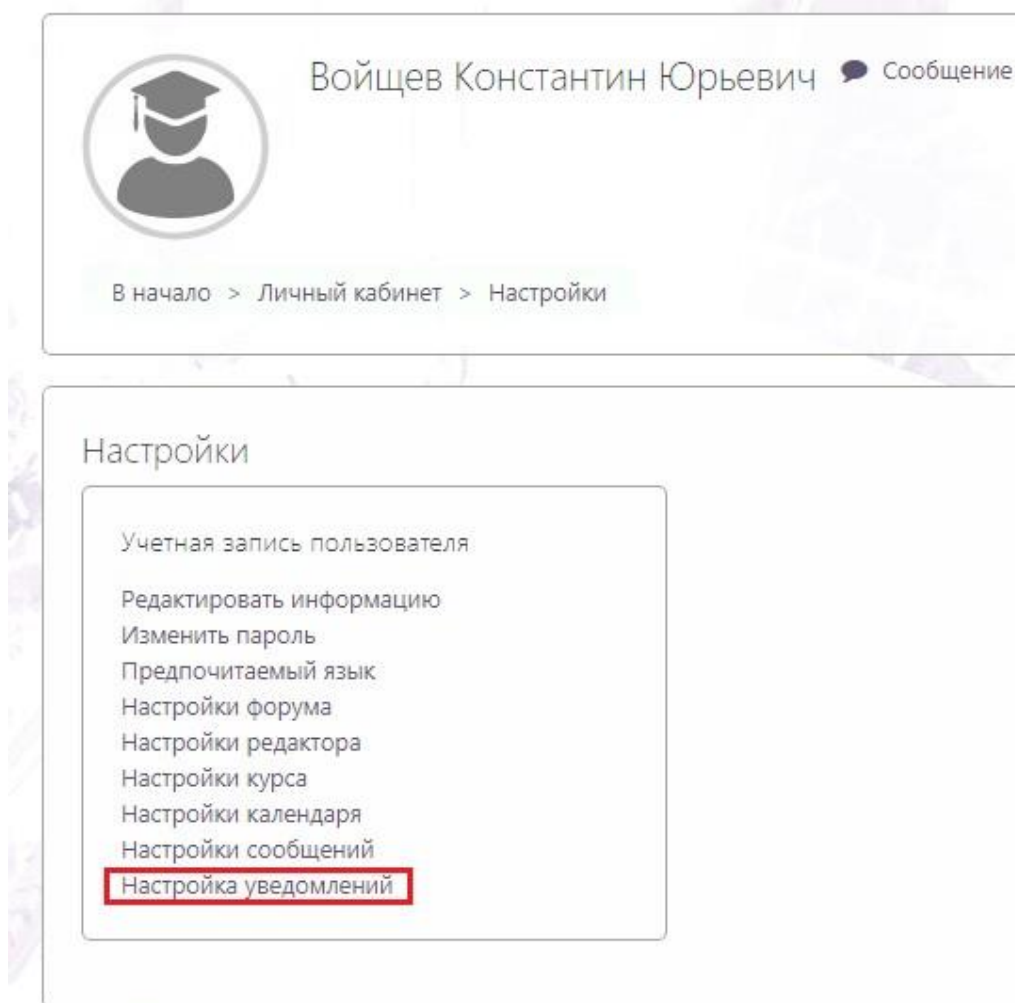 Войщев Константин Юрьевич Сообщение
В начало > Личный кабинет > Настройки
Настройки
Учетная запись пользователя
Редактировать информацию
Изменить пароль
Предпочитаемый язык
Настройки форума
Настройки редактора
Настройки курса
Настройки календаря
Настройки сообщений
Настройка уведомлений